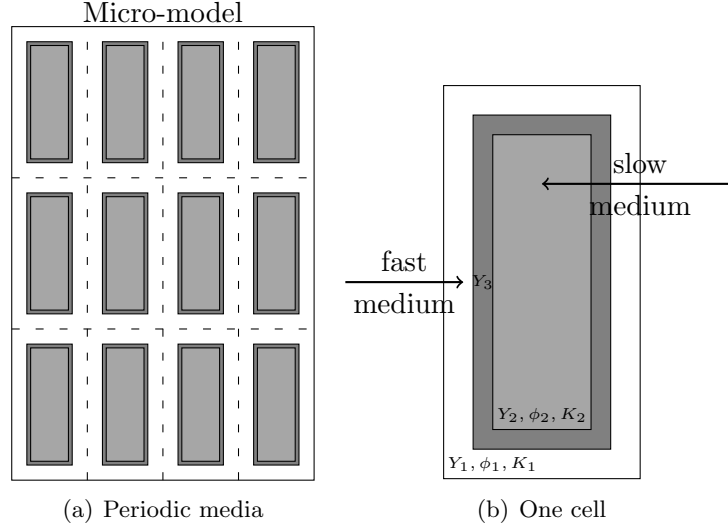 Micro-model
slow
medium
fast
medium
Y₃
Y₂, ϕ₂, K₂
Y₁, ϕ₁, K₁
(a) Periodic media
(b) One cell